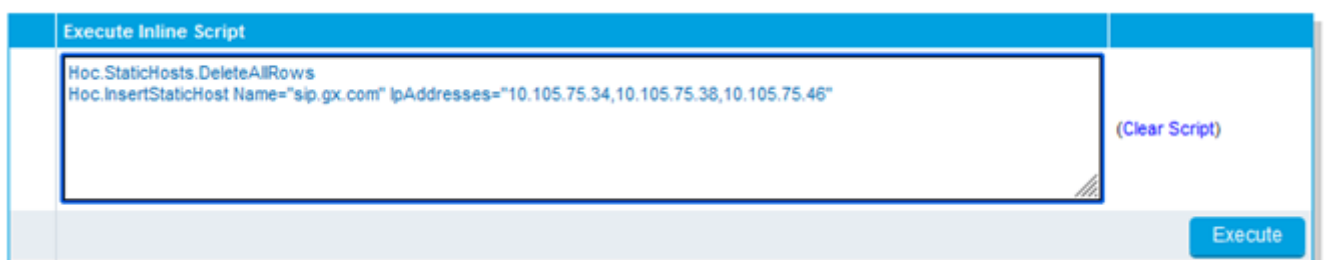 Execute Inline Script
Hoc.StaticHosts.DeleteAllRows
Hoc.InsertStaticHost Name="sip.gx.com" IpAddresses="10.105.75.34,10.105.75.38,10.105.75.46"
(Clear Script)
Execute